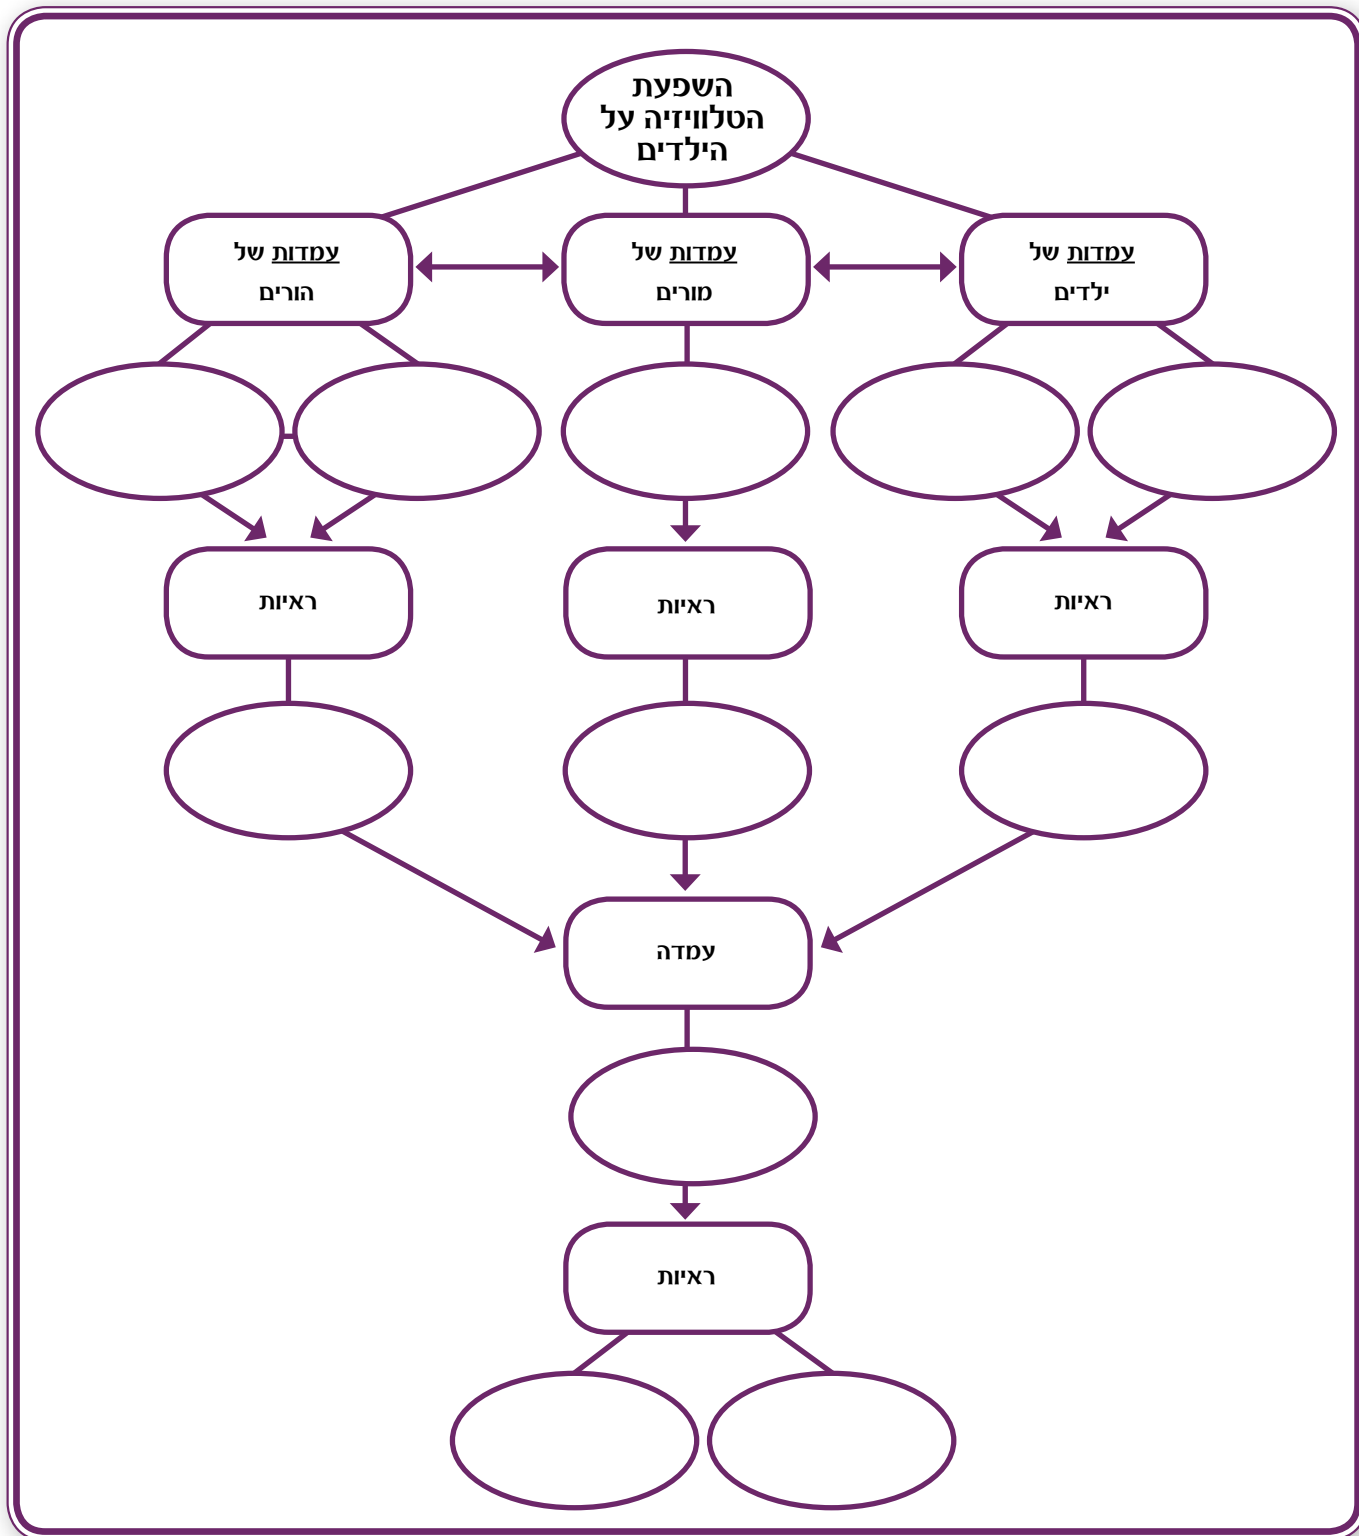 השפעת
הטלוויזיה על
הילדים
עמדות של
ילדים
עמדות של
מורים
עמדות של
הורים
ראיות
ראיות
ראיות
עמדה
ראיות